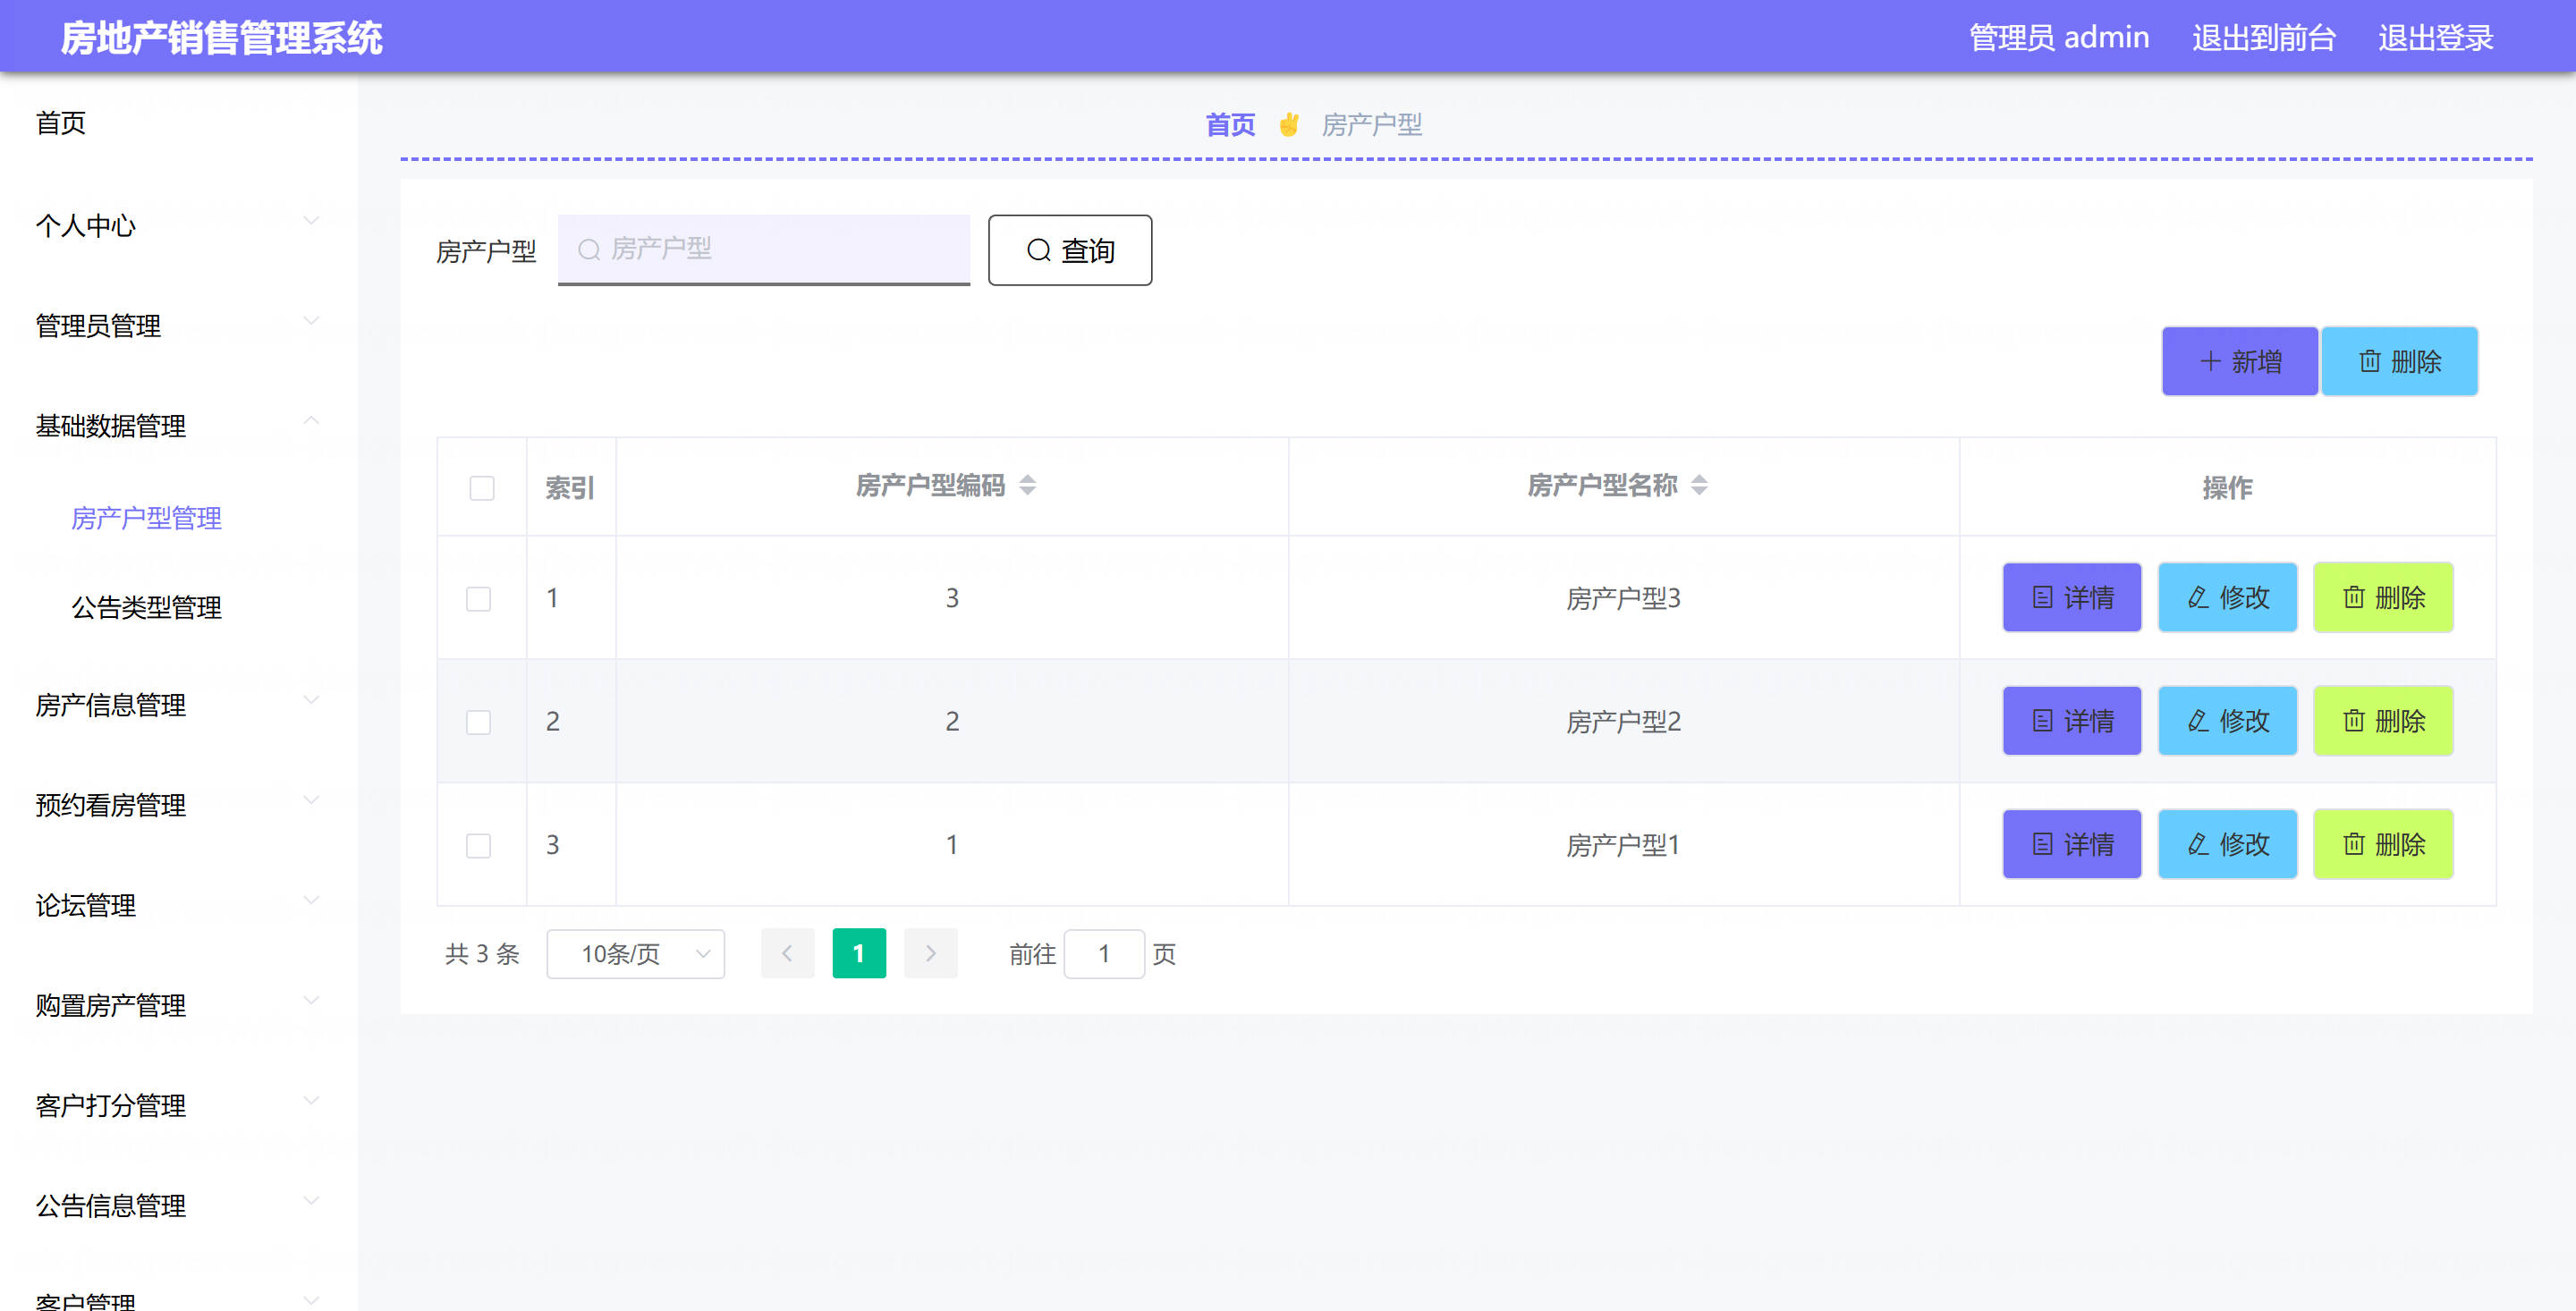 房地产销售管理系统
管理员 admin 退出到前台 退出登录
首页
个人中心
管理员管理
基础数据管理
房产户型管理
公告类型管理
房产信息管理
预约看房管理
论坛管理
购置房产管理
客户打分管理
公告信息管理
客户管理
首页 房产户型
房产户型 房产户型 查询
新增 删除
索引 房产户型编码 房产户型名称 操作
1 3 房产户型3 详情 修改 删除
2 2 房产户型2 详情 修改 删除
3 1 房产户型1 详情 修改 删除
共 3 条 10条/页 1 前往 1 页